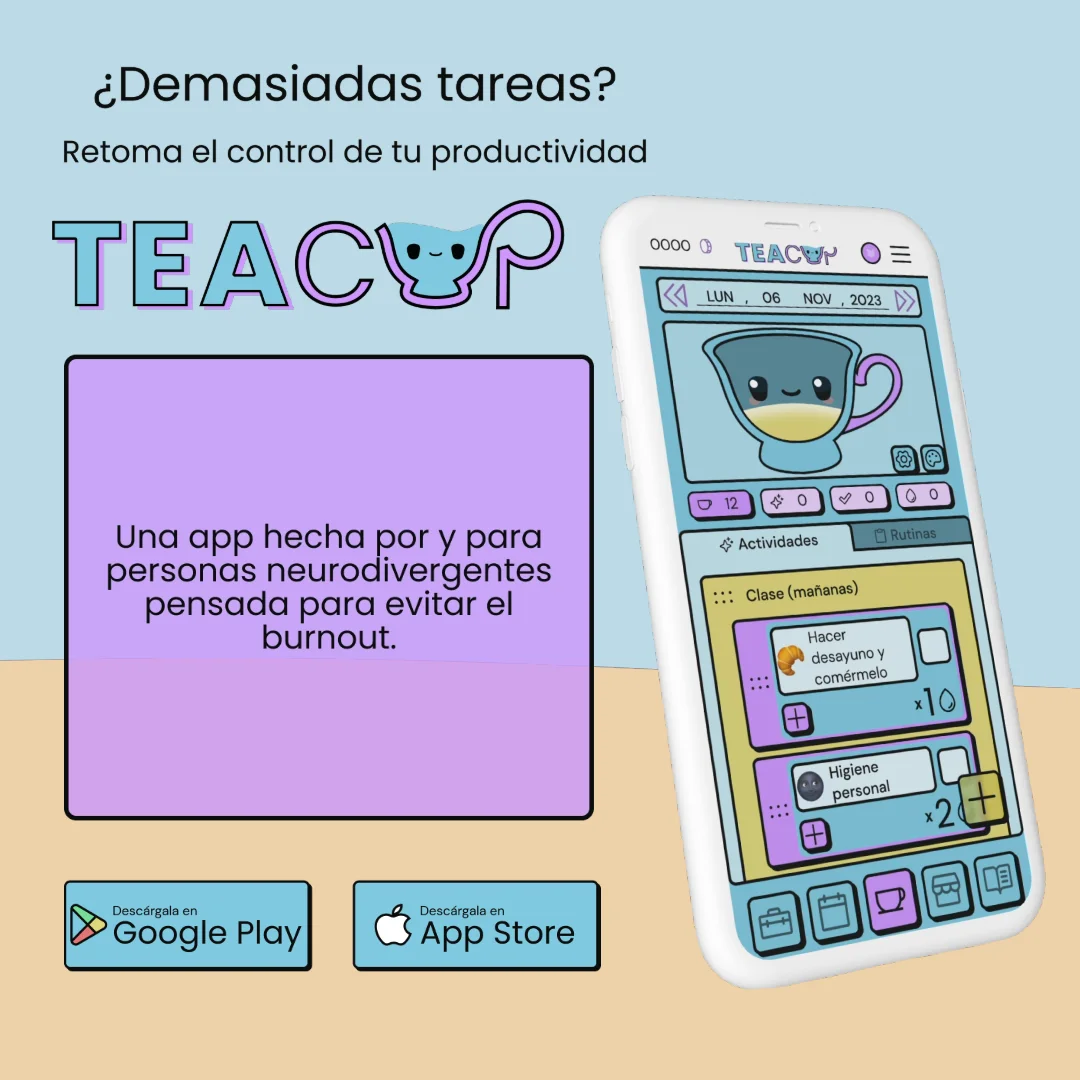 ¿Demasiadas tareas?
Retoma el control de tu productividad
TEACUP
Una app hecha por y para
personas neurodivergentes
pensada para evitar el
burnout.
Descárgala en
Google Play
Descárgala en
App Store
0000
TEACUP
LUN , 06 NOV , 2023
12 0 0 0
Actividades
Rutinas
Clase (mañanas)
Hacer
desayuno y
comérmelo
x1
Higiene
personal
x2